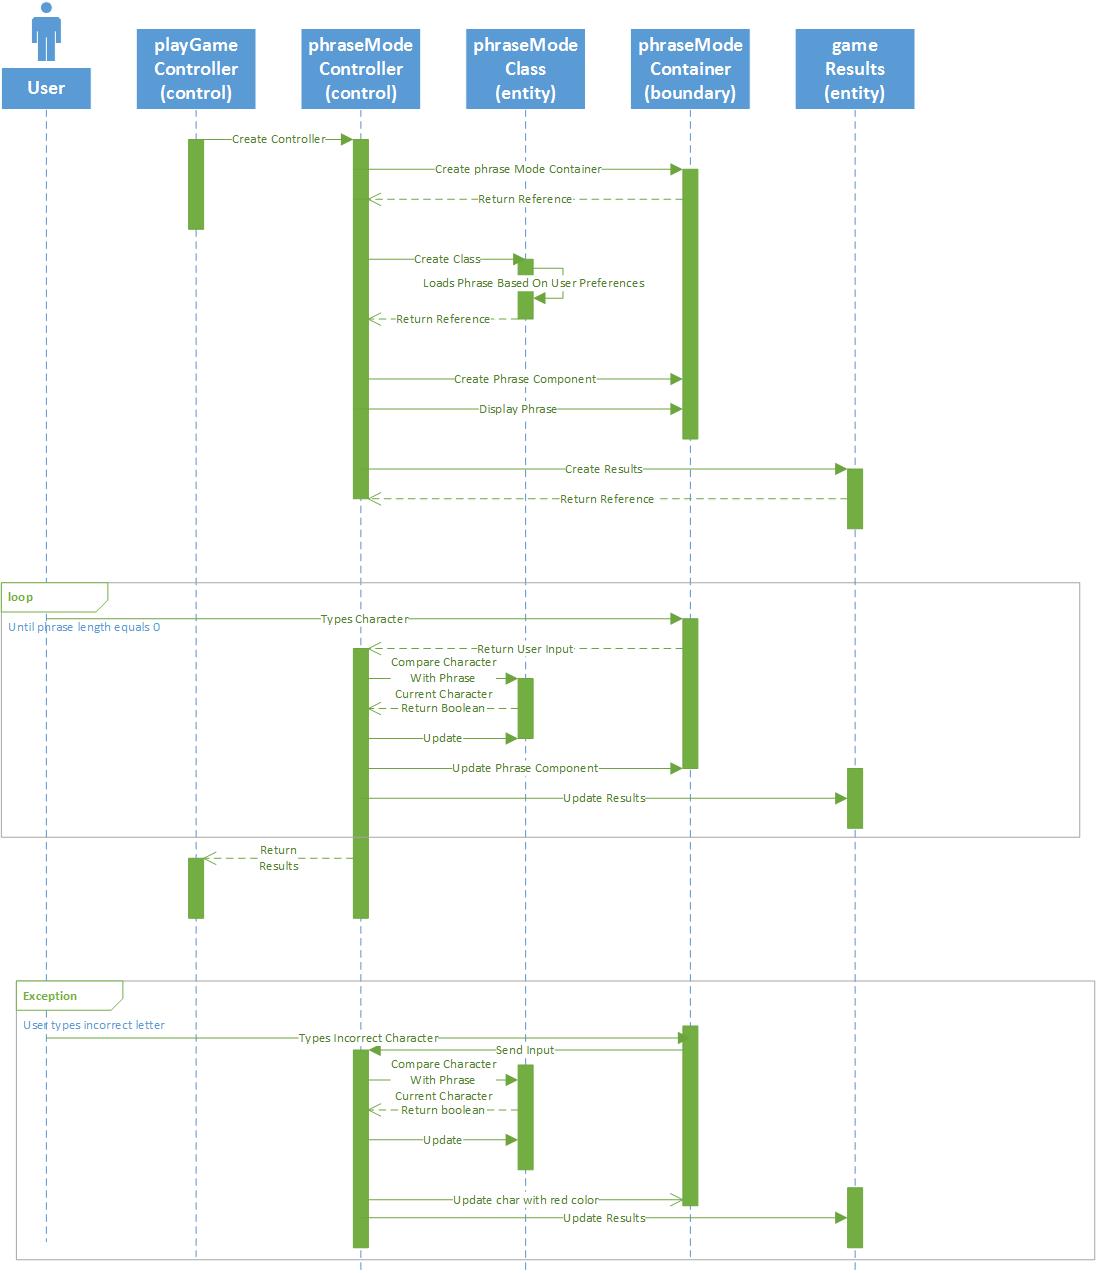 User
playGame
Controller
(control)
phraseMode
Controller
(control)
phraseMode
Class
(entity)
phraseMode
Container
(boundary)
game
Results
(entity)
Create Controller
Create phrase Mode Container
Return Reference
Create Class
Loads Phrase Based On User Preferences
Return Reference
Create Phrase Component
Display Phrase
Create Results
Return Reference
loop
Until phrase length equals 0
Types Character
Return User Input
Compare Character
With Phrase
Current Character
Return Boolean
Update
Update Phrase Component
Update Results
Return
Results
Exception
User types incorrect letter
Types Incorrect Character
Send Input
Compare Character
With Phrase
Current Character
Return boolean
Update
Update char with red color
Update Results